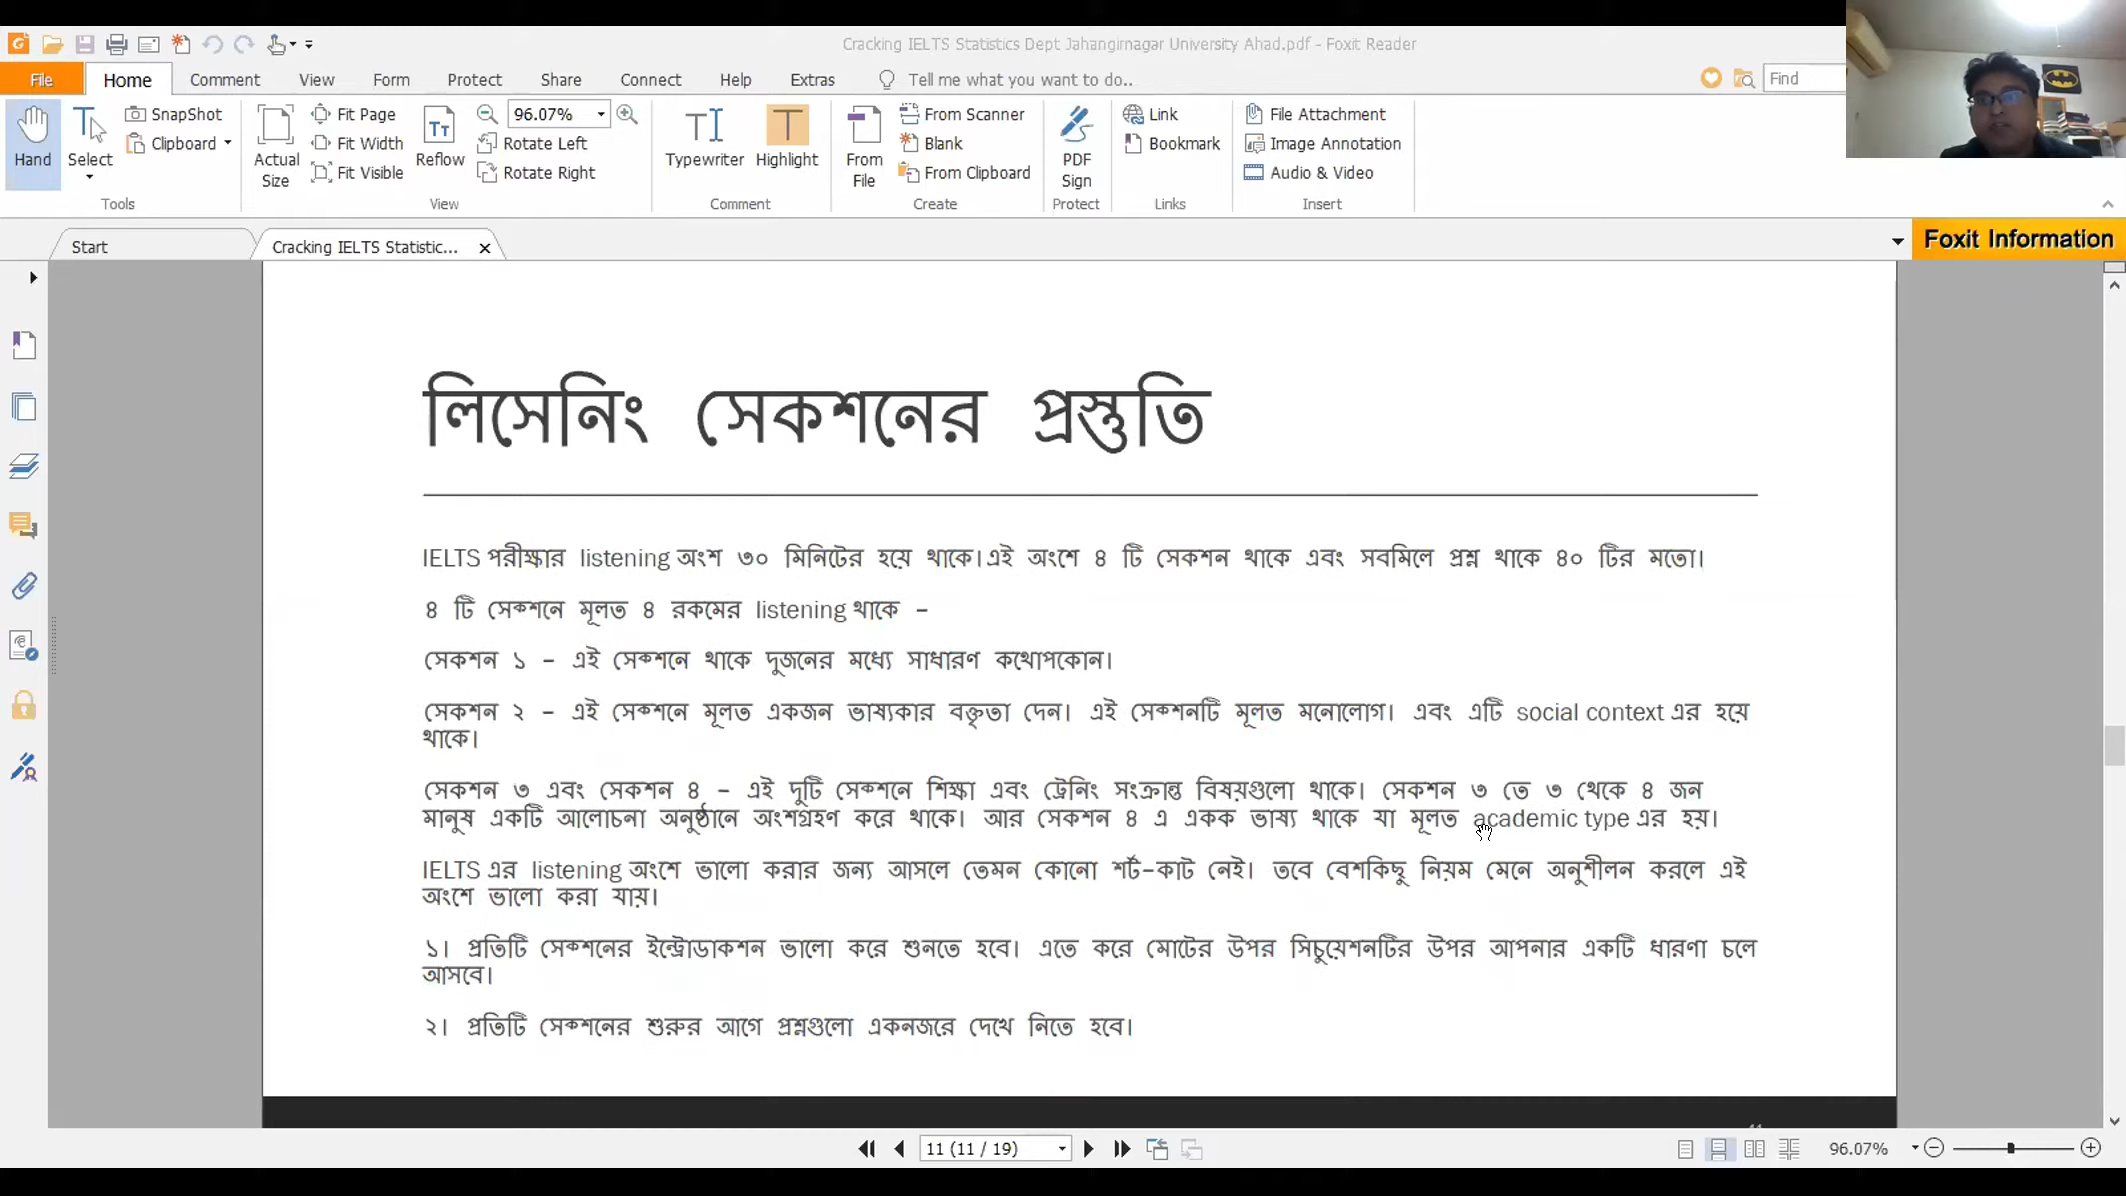 Cracking IELTS Statistics Dept Jahangirnagar University Ahad.pdf - Foxit Reader
File Home Comment View Form Protect Share Connect Help Extras Tell me what you want to do.. Find
Hand
Select
Tools
SnapShot
Clipboard
Actual Size
Fit Page
Fit Width
Fit Visible
Reflow
96.07%
Rotate Left
Rotate Right
View
Typewriter
Highlight
Comment
From File
From Scanner
Blank
From Clipboard
Create
PDF Sign
Protect
Link
Bookmark
Links
File Attachment
Image Annotation
Audio & Video
Insert
Start
Cracking IELTS Statistic...
Foxit Information
লিসেনিং সেকশনের প্রস্তুতি
IELTS পরীক্ষার listening অংশ ৩০ মিনিটের হয়ে থাকে। এই অংশে ৪ টি সেকশন থাকে এবং সবমিলে প্রশ্ন থাকে ৪০ টির মতো।
৪ টি সেক্শনে মূলত ৪ রকমের listening থাকে –
সেকশন ১ – এই সেক্শনে থাকে দুজনের মধ্যে সাধারণ কথোপকোন।
সেকশন ২ – এই সেক্শনে মূলত একজন ভাষ্যকার বক্তৃতা দেন। এই সেক্শনটি মূলত মনোলোগ। এবং এটি social context এর হয়ে
থাকে।
সেকশন ৩ এবং সেকশন ৪ – এই দুটি সেক্শনে শিক্ষা এবং ট্রেনিং সংক্রান্ত বিষয়গুলো থাকে। সেকশন ৩ তে ৩ থেকে ৪ জন
মানুষ একটি আলোচনা অনুষ্ঠানে অংশগ্রহণ করে থাকে। আর সেকশন ৪ এ একক ভাষ্য থাকে যা মূলত academic type এর হয়।
IELTS এর listening অংশে ভালো করার জন্য আসলে তেমন কোনো শর্ট-কাট নেই। তবে বেশকিছু নিয়ম মেনে অনুশীলন করলে এই
অংশে ভালো করা যায়।
১। প্রতিটি সেক্শনের ইন্ট্রোডাকশন ভালো করে শুনতে হবে। এতে করে মোটের উপর সিচুয়েশনটির উপর আপনার একটি ধারণা চলে
আসবে।
২। প্রতিটি সেক্শনের শুরুর আগে প্রশ্নগুলো একনজরে দেখে নিতে হবে।
11 (11 / 19)
96.07%